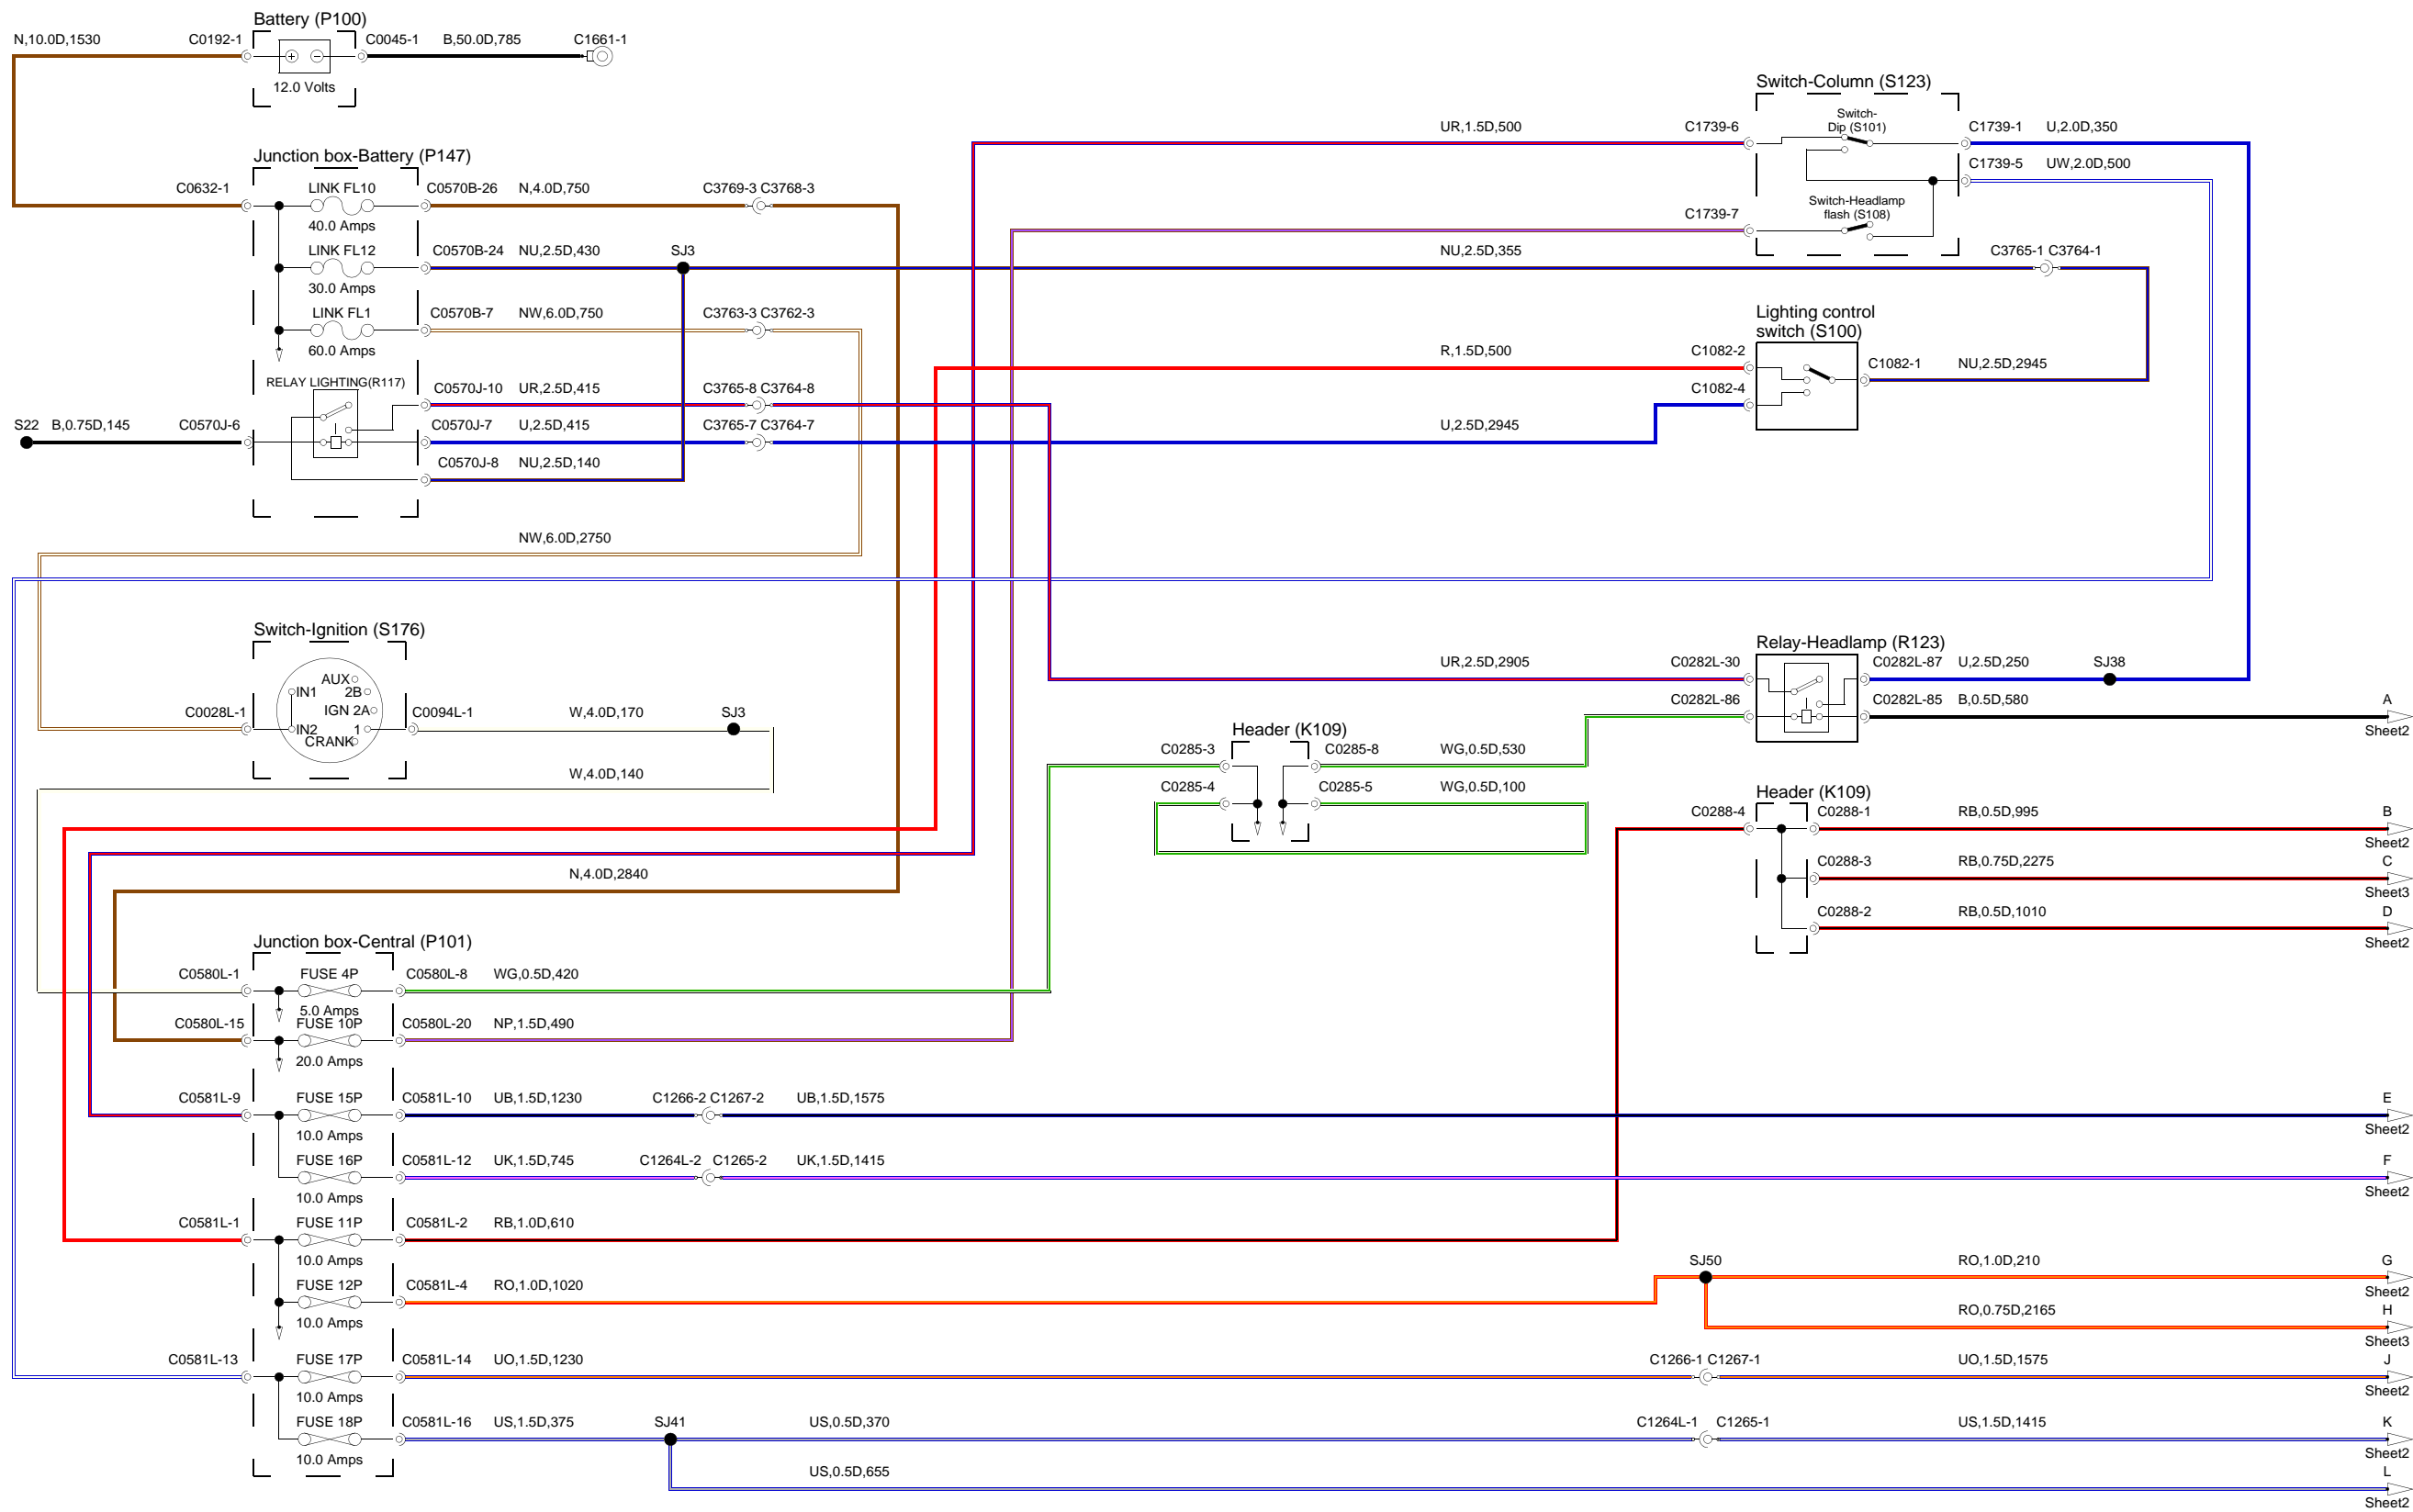 Battery (P100)
N,10.0D,1530
C0192-1
C0045-1
B,50.0D,785
C1661-1
12.0 Volts
Switch-Column (S123)
Switch-
Dip (S101)
UR,1.5D,500
C1739-6
C1739-1
U,2.0D,350
C1739-5
UW,2.0D,500
Switch-Headlamp
flash (S108)
C1739-7
Junction box-Battery (P147)
C0632-1
LINK FL10
C0570B-26
N,4.0D,750
C3769-3 C3768-3
40.0 Amps
LINK FL12
C0570B-24
NU,2.5D,430
SJ3
NU,2.5D,355
C3765-1 C3764-1
30.0 Amps
LINK FL1
C0570B-7
NW,6.0D,750
C3763-3 C3762-3
60.0 Amps
Lighting control
switch (S100)
R,1.5D,500
C1082-2
C1082-1
NU,2.5D,2945
C1082-4
RELAY LIGHTING(R117)
C0570J-10
UR,2.5D,415
C3765-8 C3764-8
S22
B,0.75D,145
C0570J-6
C0570J-7
U,2.5D,415
C3765-7 C3764-7
U,2.5D,2945
C0570J-8
NU,2.5D,140
NW,6.0D,2750
Switch-Ignition (S176)
AUX
IN1
2B
IGN 2A
IN2
1
CRANK
C0028L-1
C0094L-1
W,4.0D,170
SJ3
W,4.0D,140
Relay-Headlamp (R123)
UR,2.5D,2905
C0282L-30
C0282L-87
U,2.5D,250
SJ38
C0282L-86
C0282L-85
B,0.5D,580
A
Sheet2
Header (K109)
C0285-3
C0285-8
WG,0.5D,530
C0285-4
C0285-5
WG,0.5D,100
Header (K109)
C0288-4
C0288-1
RB,0.5D,995
B
Sheet2
C0288-3
RB,0.75D,2275
C
Sheet3
C0288-2
RB,0.5D,1010
D
Sheet2
N,4.0D,2840
Junction box-Central (P101)
C0580L-1
FUSE 4P
C0580L-8
WG,0.5D,420
5.0 Amps
C0580L-15
FUSE 10P
C0580L-20
NP,1.5D,490
20.0 Amps
C0581L-9
FUSE 15P
C0581L-10
UB,1.5D,1230
C1266-2 C1267-2
UB,1.5D,1575
E
Sheet2
10.0 Amps
FUSE 16P
C0581L-12
UK,1.5D,745
C1264L-2
C1265-2
UK,1.5D,1415
F
Sheet2
10.0 Amps
C0581L-1
FUSE 11P
C0581L-2
RB,1.0D,610
10.0 Amps
FUSE 12P
C0581L-4
RO,1.0D,1020
SJ50
RO,1.0D,210
G
Sheet2
10.0 Amps
RO,0.75D,2165
H
Sheet3
C0581L-13
FUSE 17P
C0581L-14
UO,1.5D,1230
C1266-1 C1267-1
UO,1.5D,1575
J
Sheet2
10.0 Amps
FUSE 18P
C0581L-16
US,1.5D,375
SJ41
US,0.5D,370
C1264L-1
C1265-1
US,1.5D,1415
K
Sheet2
10.0 Amps
US,0.5D,655
L
Sheet2